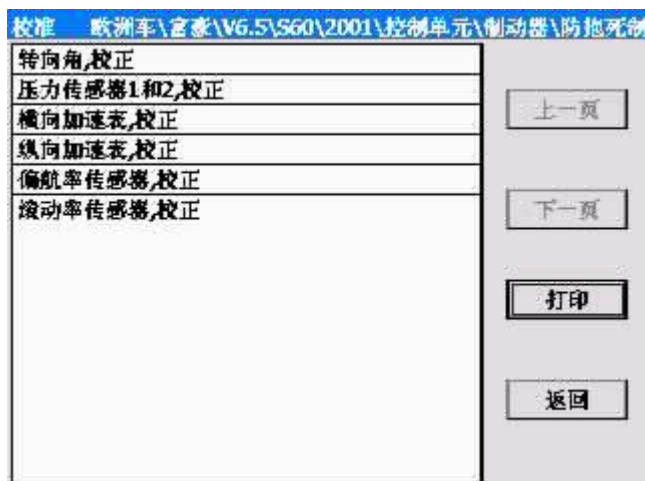 校准 欧洲车\富豪\V6.5\S60\2001\控制单元\制动器\防抱死制
转向角,校正
压力传感器1和2,校正
横向加速表,校正
纵向加速表,校正
偏航率传感器,校正
滚动率传感器,校正
上一页
下一页
打印
返回